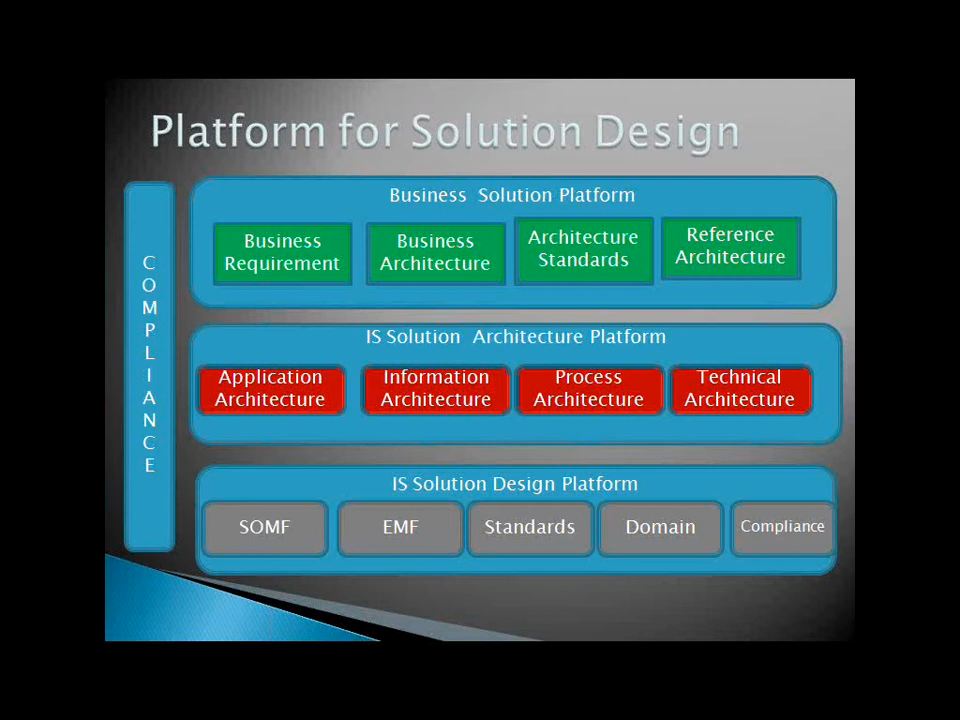 Platform for Solution Design
C
O
M
P
L
I
A
N
C
E
Business Solution Platform
Business
Requirement
Business
Architecture
Architecture
Standards
Reference
Architecture
IS Solution Architecture Platform
Application
Architecture
Information
Architecture
Process
Architecture
Technical
Architecture
IS Solution Design Platform
SOMF
EMF
Standards
Domain
Compliance